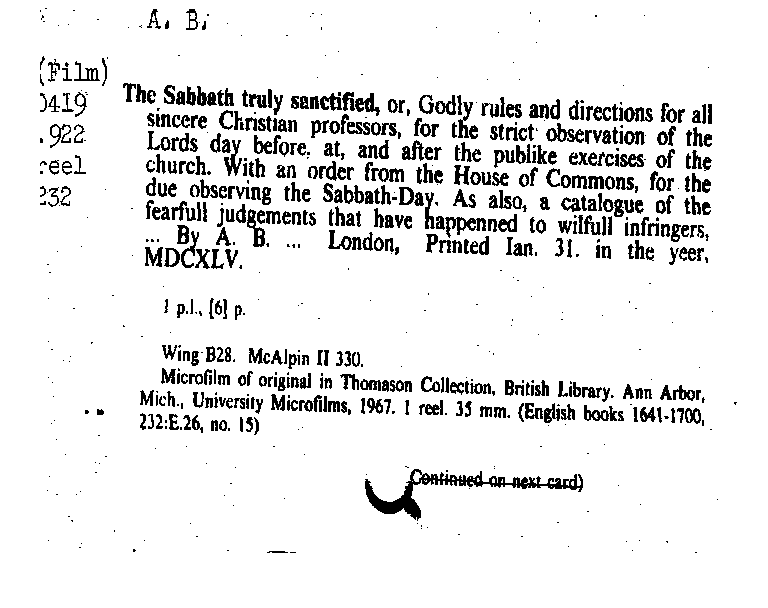 A. B.
(Film)
0419
.922
reel
232
The Sabbath truly sanctified, or, Godly rules and directions for all
sincere Christian professors, for the strict observation of the
Lords day before, at, and after the publike exercises of the
church. With an order from the House of Commons, for the
due observing the Sabbath-Day. As also, a catalogue of the
fearfull judgements that have happenned to wilfull infringers,
... By A. B. ... London, Printed Ian. 31. in the yeer,
MDCXLV.
1 p.l., [6] p.
Wing B28. McAlpin II 330.
Microfilm of original in Thomason Collection, British Library. Ann Arbor,
Mich., University Microfilms, 1967. 1 reel. 35 mm. (English books 1641-1700,
232:E.26, no. 15)
Continued on next card)